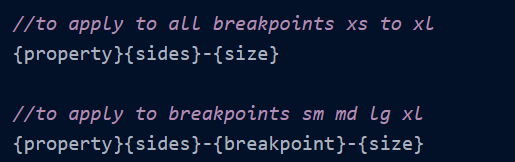 //to apply to all breakpoints xs to xl
{property}{sides}-{size}
//to apply to breakpoints sm md lg xl
{property}{sides}-{breakpoint}-{size}